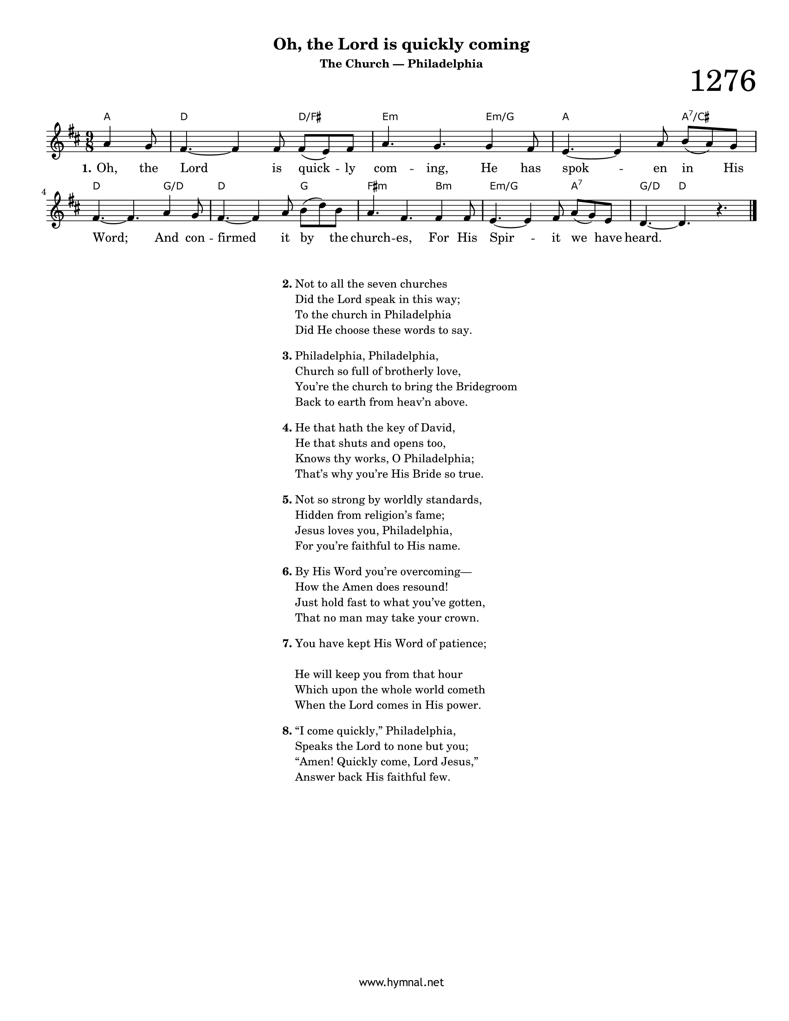 Oh, the Lord is quickly coming
The Church — Philadelphia
1276
A D D/F♯ Em Em/G A A7/C♯
9/8
1. Oh, the Lord is quick - ly com - ing, He has spok - en in His
4
D G/D D G F♯m Bm Em/G A7 G/D D
Word; And con - firmed it by the church-es, For His Spir - it we have heard.
2. Not to all the seven churches
Did the Lord speak in this way;
To the church in Philadelphia
Did He choose these words to say.
3. Philadelphia, Philadelphia,
Church so full of brotherly love,
You’re the church to bring the Bridegroom
Back to earth from heav’n above.
4. He that hath the key of David,
He that shuts and opens too,
Knows thy works, O Philadelphia;
That’s why you’re His Bride so true.
5. Not so strong by worldly standards,
Hidden from religion’s fame;
Jesus loves you, Philadelphia,
For you’re faithful to His name.
6. By His Word you’re overcoming—
How the Amen does resound!
Just hold fast to what you’ve gotten,
That no man may take your crown.
7. You have kept His Word of patience;
He will keep you from that hour
Which upon the whole world cometh
When the Lord comes in His power.
8. “I come quickly,” Philadelphia,
Speaks the Lord to none but you;
“Amen! Quickly come, Lord Jesus,”
Answer back His faithful few.
www.hymnal.net